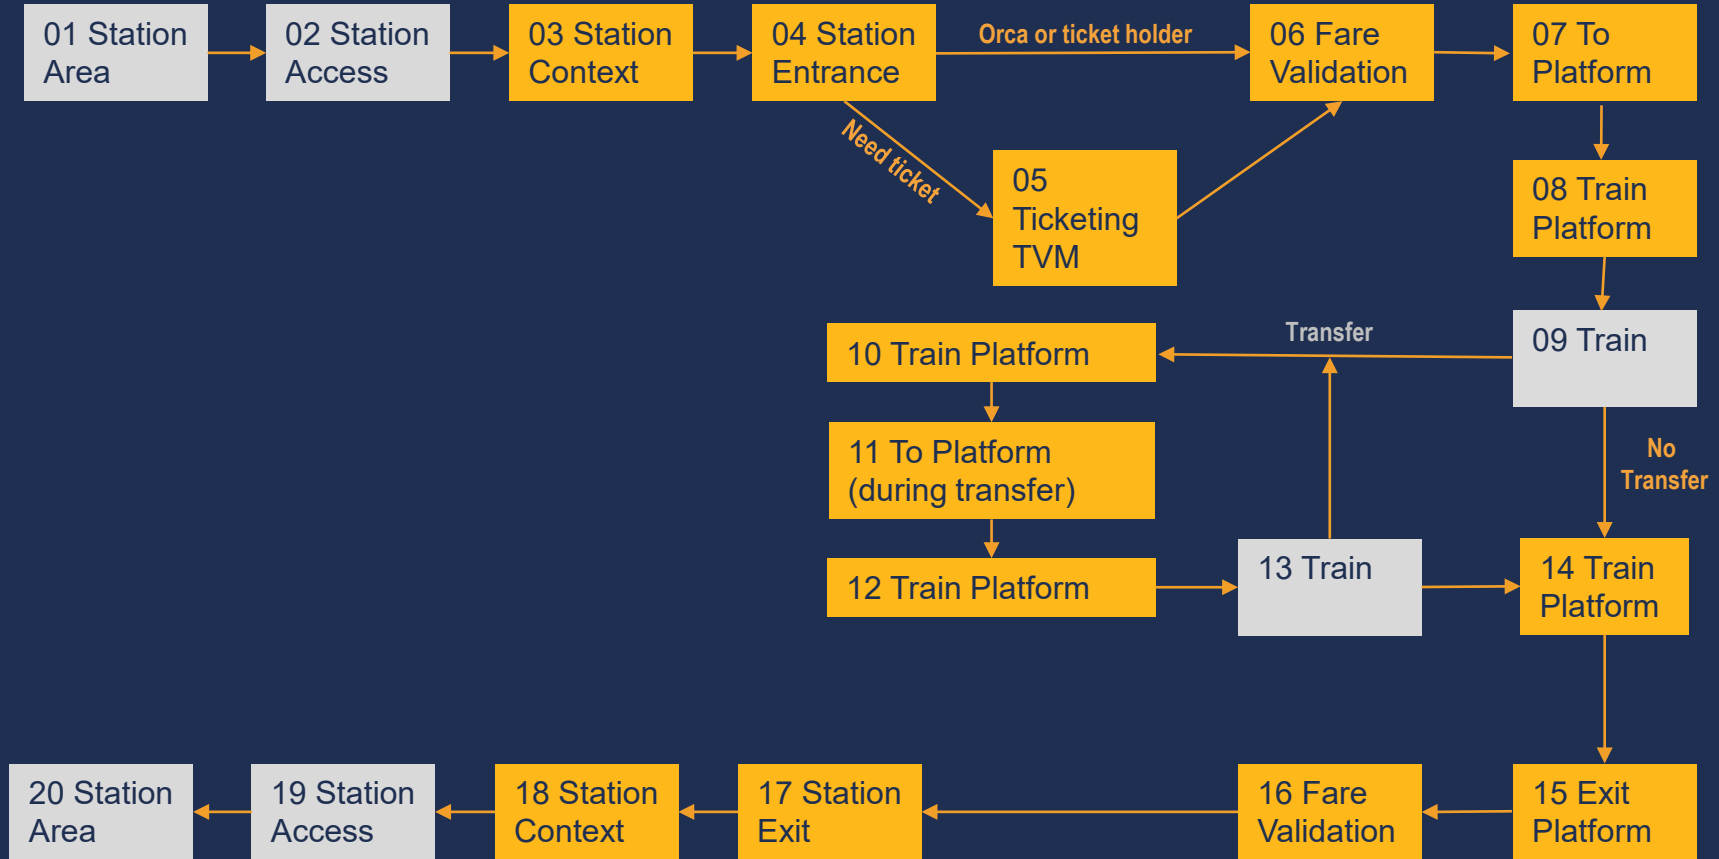 01 Station
Area
02 Station
Access
03 Station
Context
04 Station
Entrance
Orca or ticket holder
06 Fare
Validation
07 To
Platform
Need ticket
05
Ticketing
TVM
08 Train
Platform
09 Train
Transfer
10 Train Platform
11 To Platform
(during transfer)
No
Transfer
12 Train Platform
13 Train
14 Train
Platform
20 Station
Area
19 Station
Access
18 Station
Context
17 Station
Exit
16 Fare
Validation
15 Exit
Platform